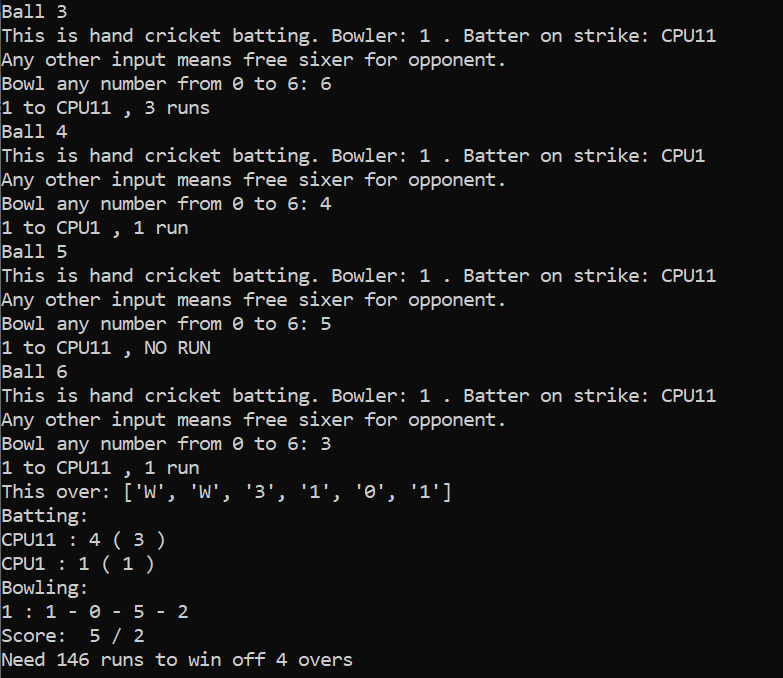 Ball 3
This is hand cricket batting. Bowler: 1 . Batter on strike: CPU11
Any other input means free sixer for opponent.
Bowl any number from 0 to 6: 6
1 to CPU11 , 3 runs
Ball 4
This is hand cricket batting. Bowler: 1 . Batter on strike: CPU1
Any other input means free sixer for opponent.
Bowl any number from 0 to 6: 4
1 to CPU1 , 1 run
Ball 5
This is hand cricket batting. Bowler: 1 . Batter on strike: CPU11
Any other input means free sixer for opponent.
Bowl any number from 0 to 6: 5
1 to CPU11 , NO RUN
Ball 6
This is hand cricket batting. Bowler: 1 . Batter on strike: CPU11
Any other input means free sixer for opponent.
Bowl any number from 0 to 6: 3
1 to CPU11 , 1 run
This over: ['W', 'W', '3', '1', '0', '1']
Batting:
CPU11 : 4 ( 3 )
CPU1 : 1 ( 1 )
Bowling:
1 : 1 - 0 - 5 - 2
Score:  5 / 2
Need 146 runs to win off 4 overs